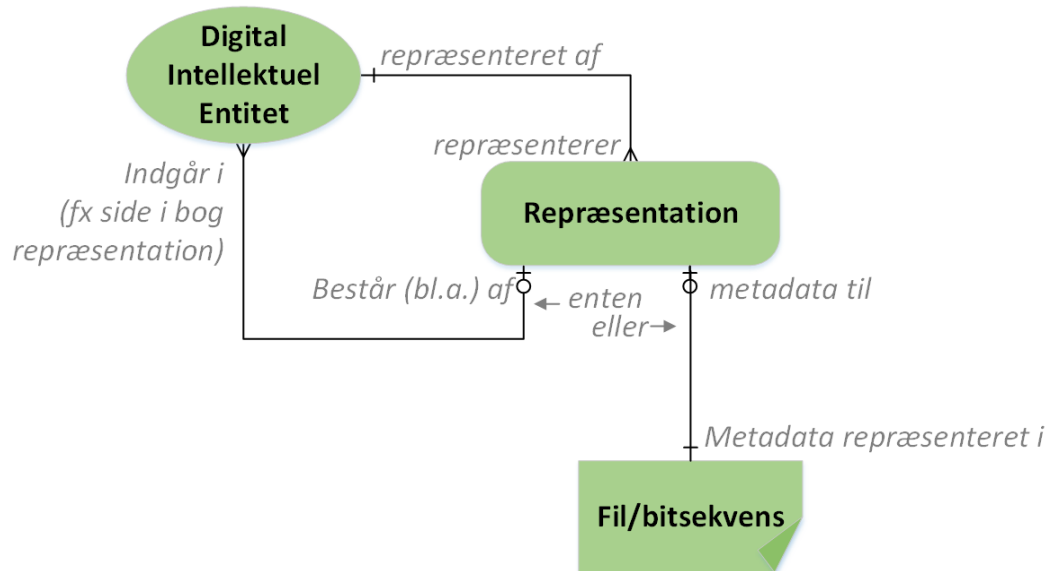 Digital
Intellektuel
Entitet
repræsenteret af
repræsenterer
Indgår i
(fx side i bog
repræsentation)
Repræsentation
Består (bl.a.) af
← enten
eller→
metadata til
Metadata repræsenteret i
Fil/bitsekvens